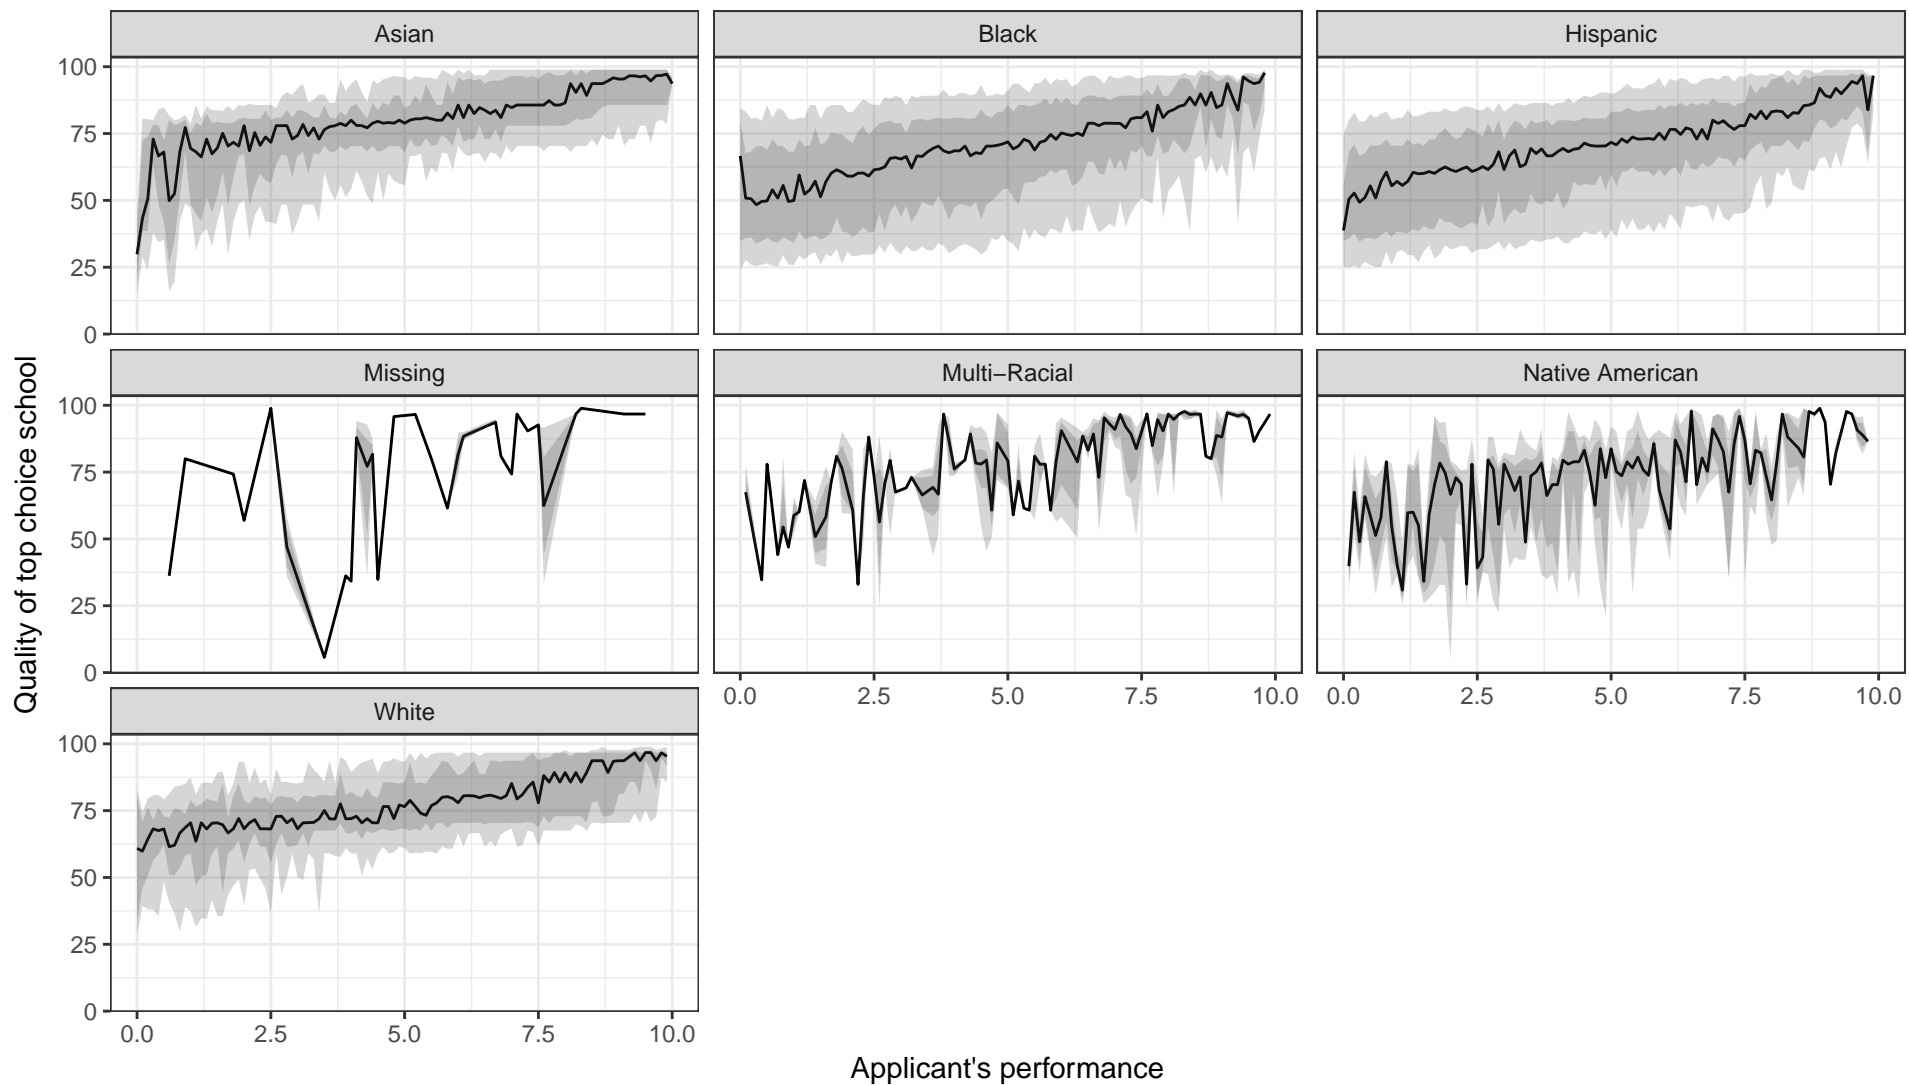 Asian Black Hispanic
100
75
50
25
0
Missing Multi−Racial Native American
100
75
50
25
0
0.0 2.5 5.0 7.5 10.0 0.0 2.5 5.0 7.5 10.0
White
100
75
50
25
0
0.0 2.5 5.0 7.5 10.0
Quality of top choice school
Applicant's performance